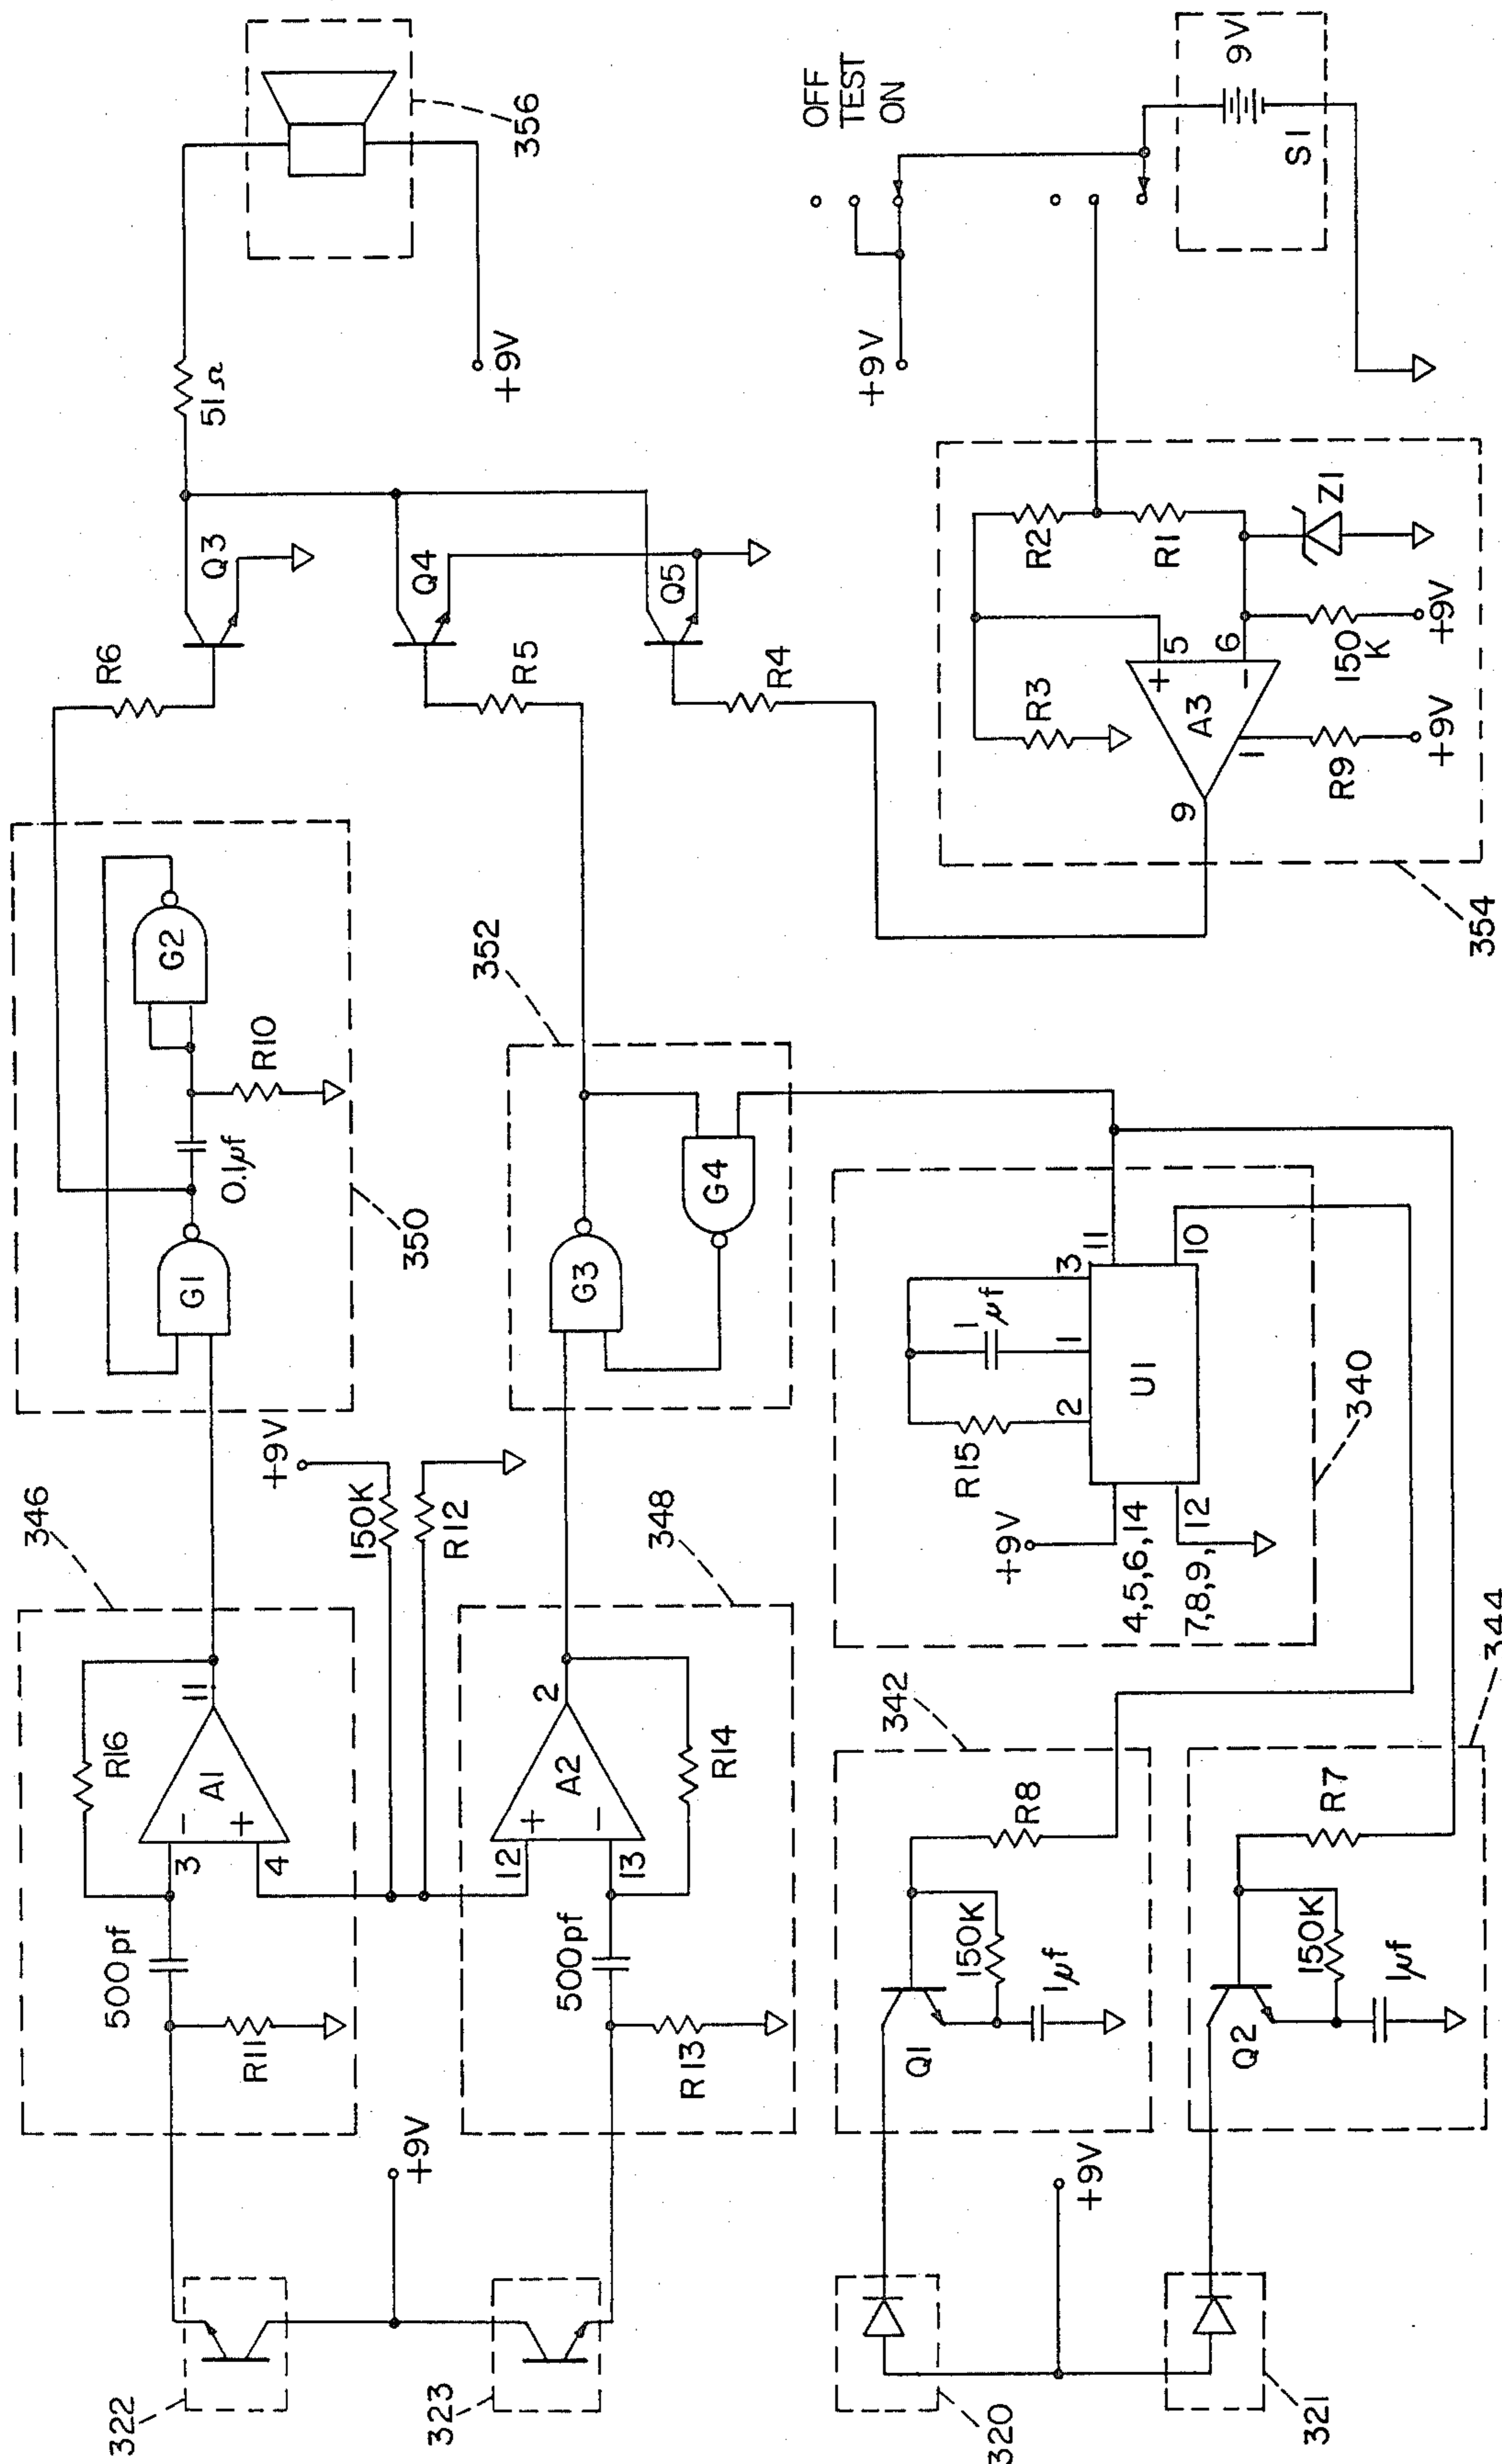 356
51Ω
+9V
OFF
TEST
ON
9V
S1
+9V
R6
Q3
Q4
R5
Q5
R4
R2
R1
Z1
R3
A3
5
+
6
−
150
K
+9V
1
R9
+9V
9
354
G2
R10
0.1μf
G1
350
352
G3
G4
3
11
10
1
μf
1
2
U1
R15
+9V
4,5,6,14
7,8,9,12
340
346
+9V
150K
R12
348
R16
11
A1
−
+
3
4
500pf
R11
2
A2
+
−
12
13
R14
500pf
R13
342
R8
150K
1μf
Q1
344
R7
150K
1μf
Q2
+9V
+9V
322
323
320
321